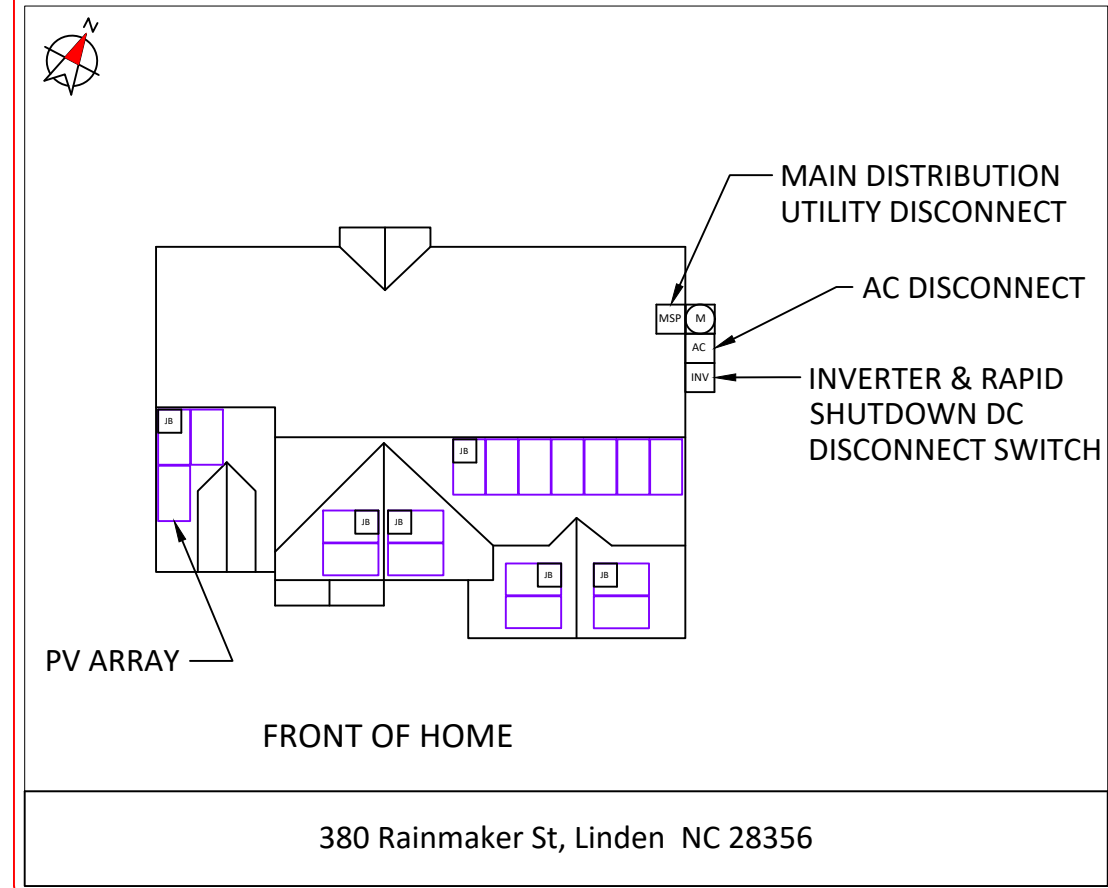 N
MAIN DISTRIBUTION
UTILITY DISCONNECT
AC DISCONNECT
MSP
M
AC
INV
INVERTER & RAPID
SHUTDOWN DC
DISCONNECT SWITCH
JB
JB
JB
JB
JB
JB
PV ARRAY
FRONT OF HOME
380 Rainmaker St, Linden  NC 28356